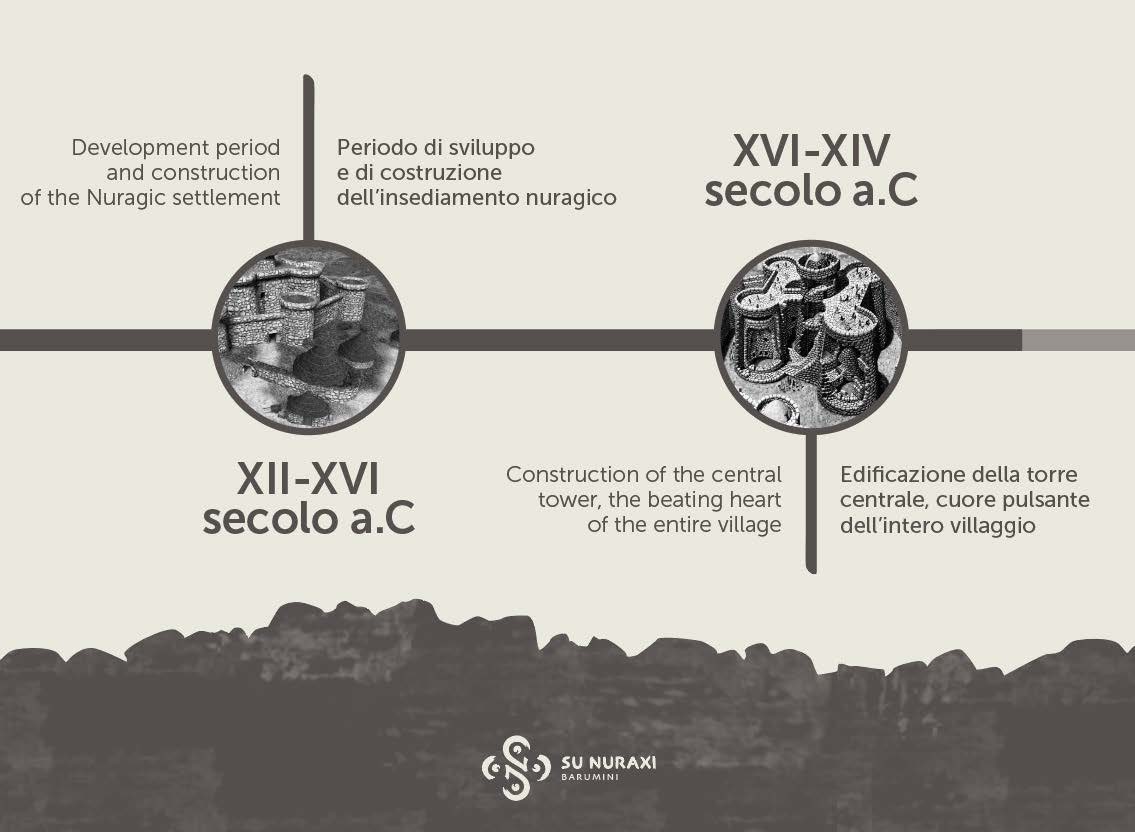 Development period
and construction
of the Nuragic settlement
Periodo di sviluppo
e di costruzione
dell’insediamento nuragico
XII-XVI
secolo a.C
XVI-XIV
secolo a.C
Construction of the central
tower, the beating heart
of the entire village
Edificazione della torre
centrale, cuore pulsante
dell’intero villaggio
SU NURAXI
BARUMINI